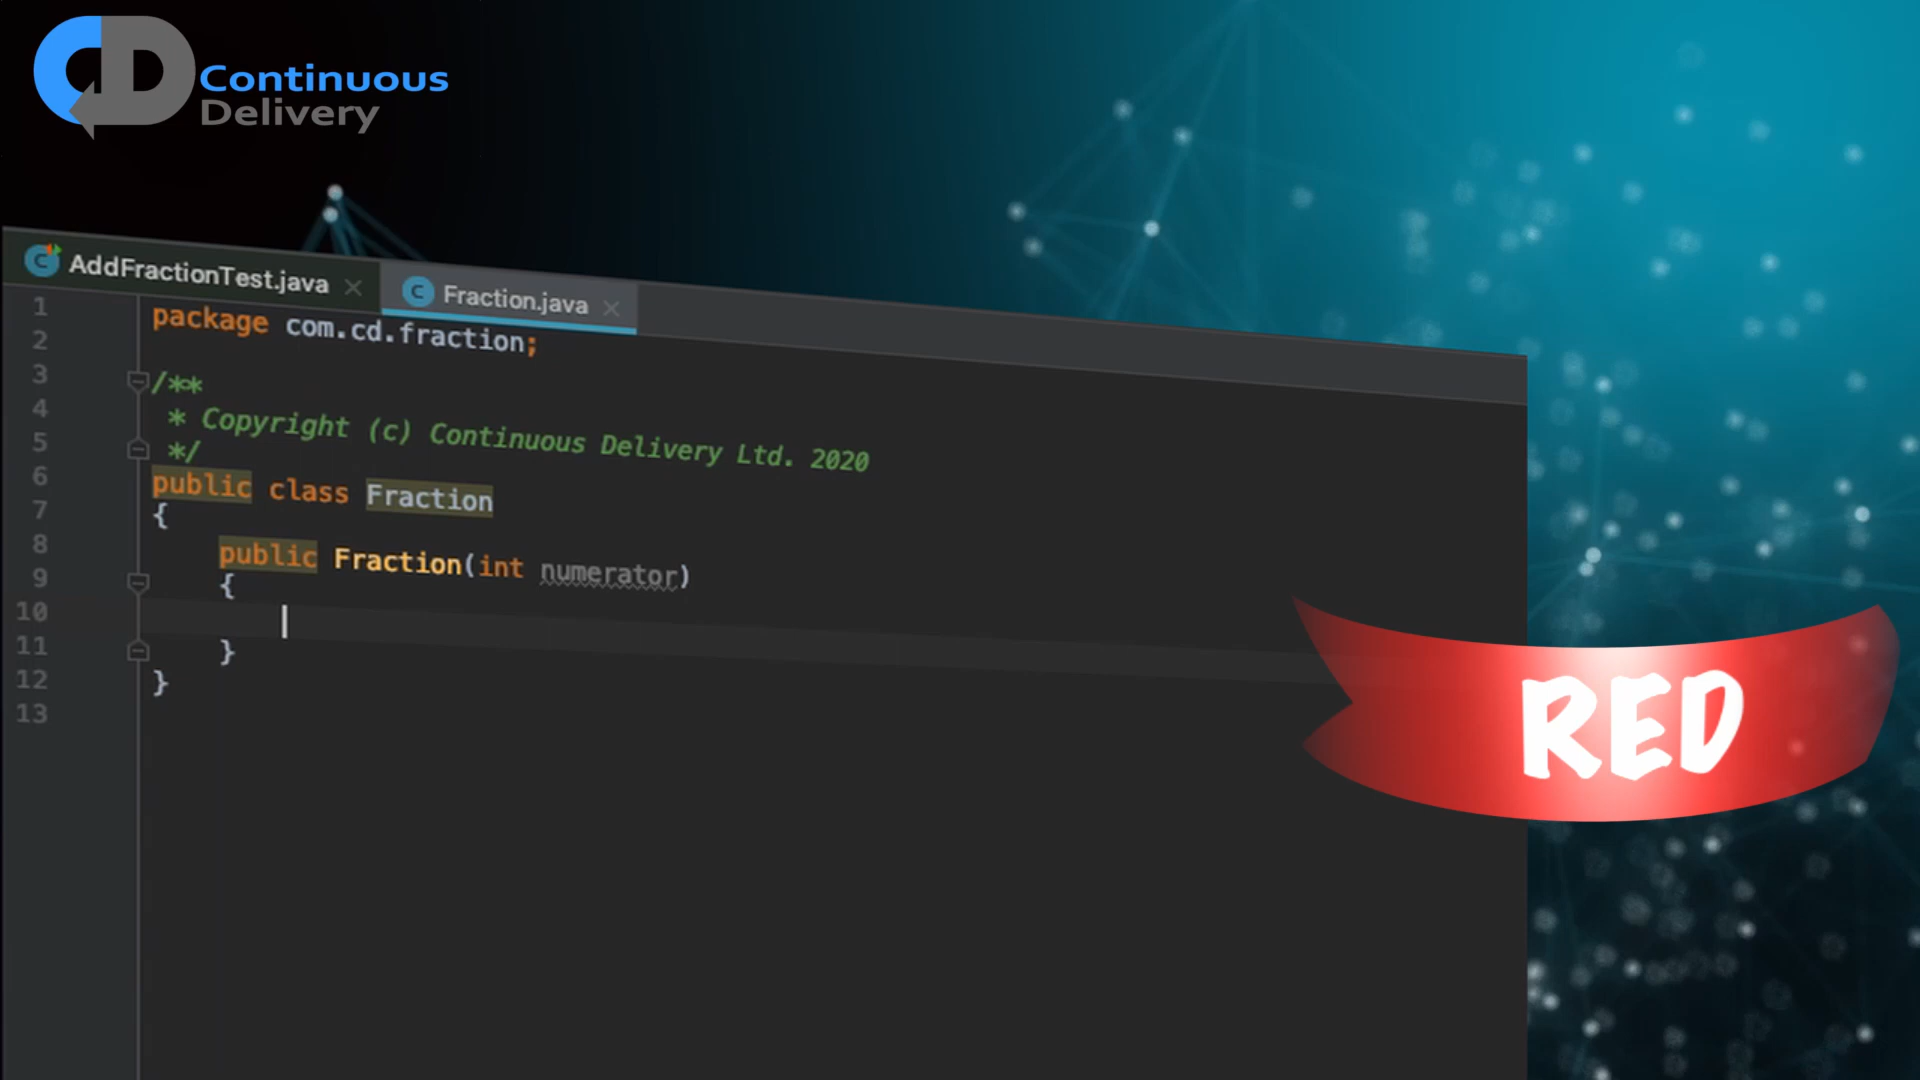 Continuous
Delivery
AddFractionTest.java
Fraction.java
1 package com.cd.fraction;
2
3 /**
4 * Copyright (c) Continuous Delivery Ltd. 2020
5 */
6 public class Fraction
7 {
8 public Fraction(int numerator)
9 {
10
11 }
12 }
13
RED